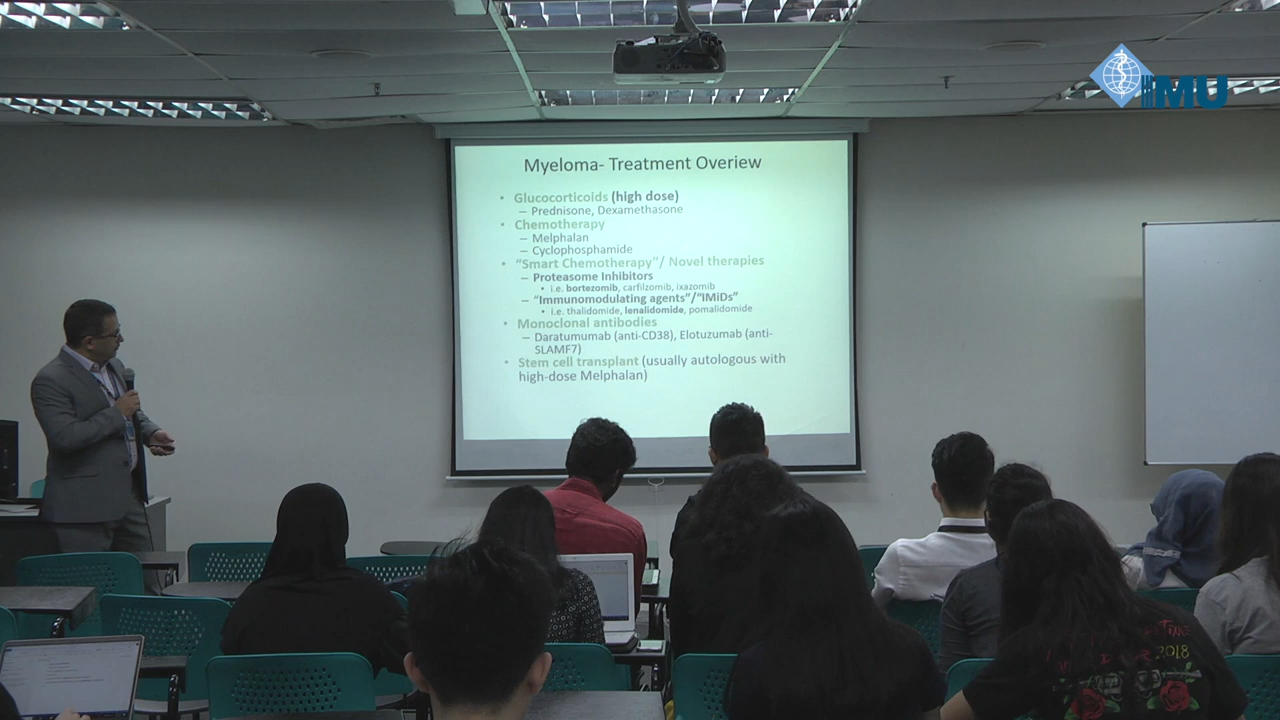 IMU
Myeloma- Treatment Overiew
• Glucocorticoids (high dose)
– Prednisone, Dexamethasone
• Chemotherapy
– Melphalan
– Cyclophosphamide
• “Smart Chemotherapy”/ Novel therapies
– Proteasome Inhibitors
• i.e. bortezomib, carfilzomib, ixazomib
– “Immunomodulating agents”/“IMiDs”
• i.e. thalidomide, lenalidomide, pomalidomide
• Monoclonal antibodies
– Daratumumab (anti-CD38), Elotuzumab (anti-
SLAMF7)
• Stem cell transplant (usually autologous with
high-dose Melphalan)
2018